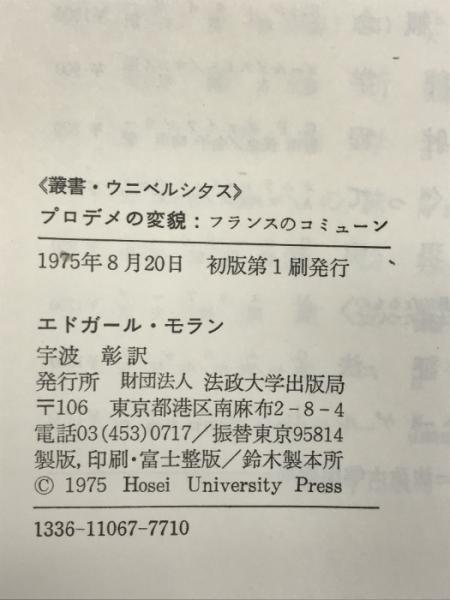 《叢書・ウニベルシタス》
プロデメの変貌：フランスのコミューン
1975年8月20日　初版第1刷発行
エドガール・モラン
宇波　彰訳
発行所　財団法人　法政大学出版局
〒106　東京都港区南麻布2-8-4
電話03(453)0717／振替東京95814
製版,印刷・富士整版／鈴木製本所
© 1975 Hosei University Press
1336-11067-7710